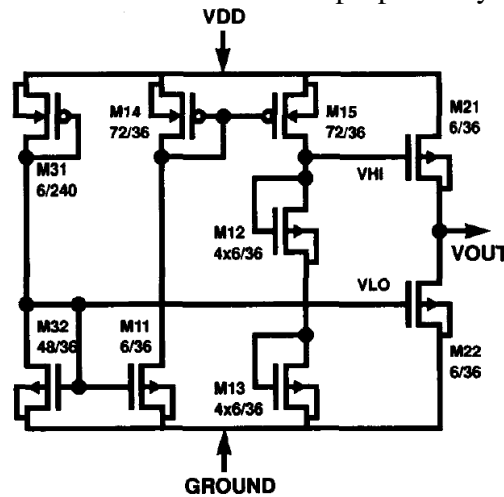 VDD
M14
72/36
M15
72/36
M21
6/36
M31
6/240
VHI
M12
4x6/36
VOUT
VLO
M32
48/36
M11
6/36
M13
4x6/36
M22
6/36
GROUND